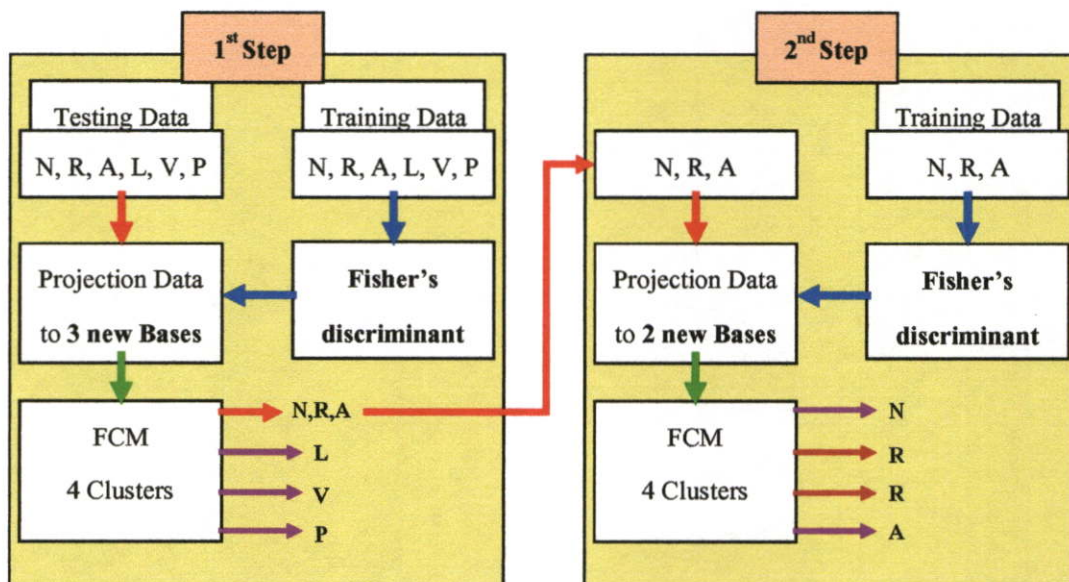 1st Step
Testing Data
N, R, A, L, V, P
Training Data
N, R, A, L, V, P
Projection Data
to 3 new Bases
Fisher's
discriminant
FCM
4 Clusters
N,R,A
L
V
P
2nd Step
N, R, A
Training Data
N, R, A
Projection Data
to 2 new Bases
Fisher's
discriminant
FCM
4 Clusters
N
R
R
A